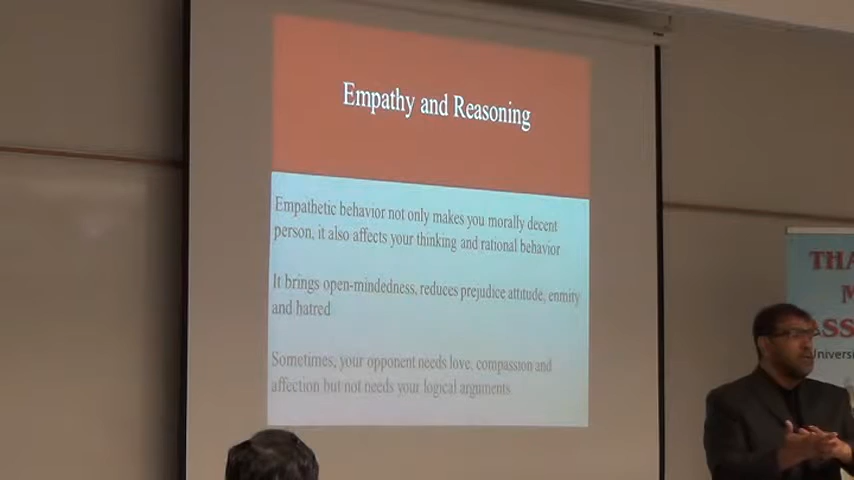 Empathy and Reasoning
Empathetic behavior not only makes you morally decent
person, it also affects your thinking and rational behavior
It brings open-mindedness, reduces prejudice attitude, enmity
and hatred
Sometimes, your opponent needs love, compassion and
affection but not needs your logical arguments
THA
M
SS
Universi